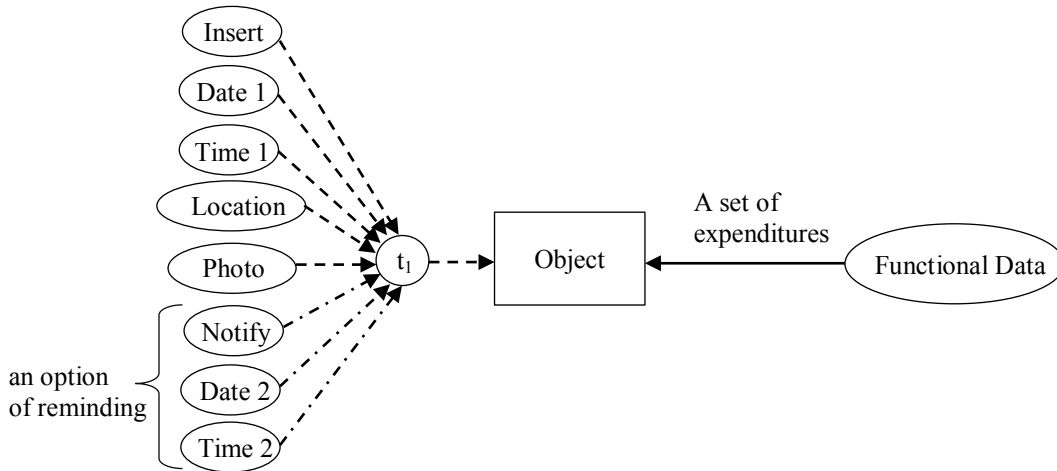 Insert
Date 1
Time 1
Location
Photo
Notify
Date 2
Time 2
an option
of reminding
t₁
Object
A set of
expenditures
Functional Data